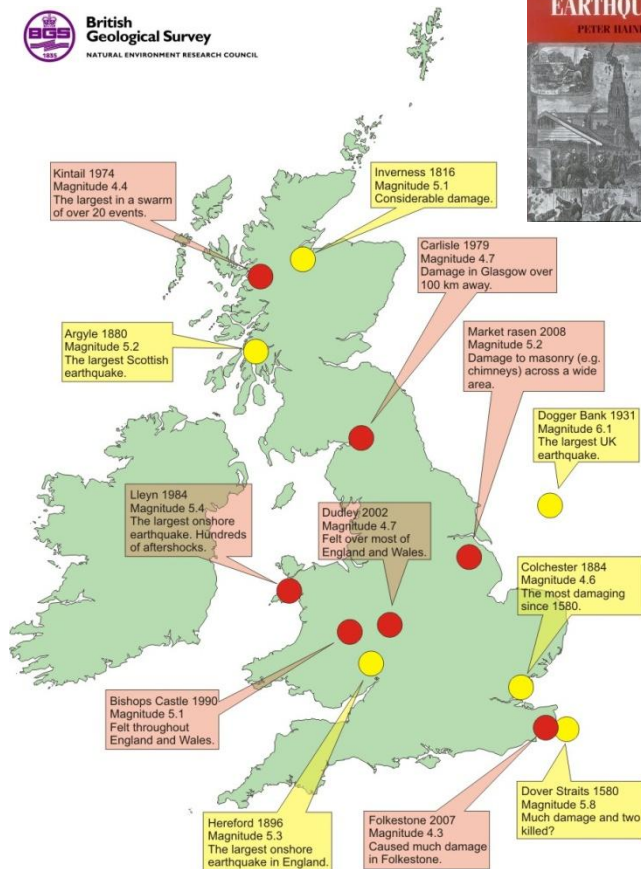 BGS
1835
British
Geological Survey
NATURAL ENVIRONMENT RESEARCH COUNCIL
PETER
Kintail 1974
Magnitude 4.4
The largest in a swarm
of over 20 events.
Inverness 1816
Magnitude 5.1
Considerable damage.
Carlisle 1979
Magnitude 4.7
Damage in Glasgow over
100 km away.
Argyle 1880
Magnitude 5.2
The largest Scottish
earthquake.
Market rasen 2008
Magnitude 5.2
Damage to masonry (e.g.
chimneys) across a wide
area.
Dogger Bank 1931
Magnitude 6.1
The largest UK
earthquake.
Lleyn 1984
Magnitude 5.4
The largest onshore
earthquake. Hundreds
of aftershocks.
Dudley 2002
Magnitude 4.7
Felt over most of
England and Wales.
Colchester 1884
Magnitude 4.6
The most damaging
since 1580.
Bishops Castle 1990
Magnitude 5.1
Felt throughout
England and Wales.
Hereford 1896
Magnitude 5.3
The largest onshore
earthquake in England.
Folkestone 2007
Magnitude 4.3
Caused much damage
in Folkestone.
Dover Straits 1580
Magnitude 5.8
Much damage and two
killed?